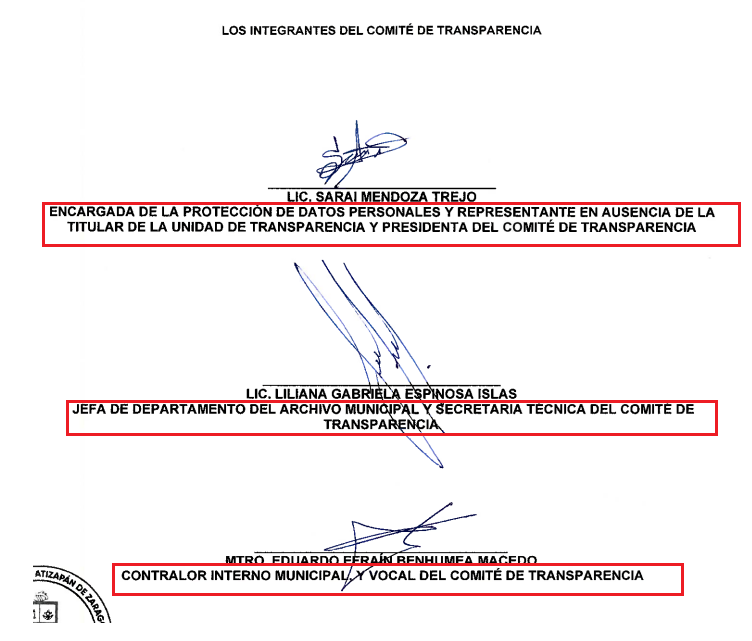 LOS INTEGRANTES DEL COMITÉ DE TRANSPARENCIA
LIC. SARAI MENDOZA TREJO
ENCARGADA DE LA PROTECCIÓN DE DATOS PERSONALES Y REPRESENTANTE EN AUSENCIA DE LA
TITULAR DE LA UNIDAD DE TRANSPARENCIA Y PRESIDENTA DEL COMITÉ DE TRANSPARENCIA
LIC. LILIANA GABRIELA ESPINOSA ISLAS
JEFA DE DEPARTAMENTO DEL ARCHIVO MUNICIPAL Y SECRETARIA TECNICA DEL COMITÉ DE
TRANSPARENCIA
MTRO. EDUARDO EFRAÍN BENHUMEA MACEDO
CONTRALOR INTERNO MUNICIPAL, Y VOCAL DEL COMITÉ DE TRANSPARENCIA
ATIZAPÁN DE ZARAG